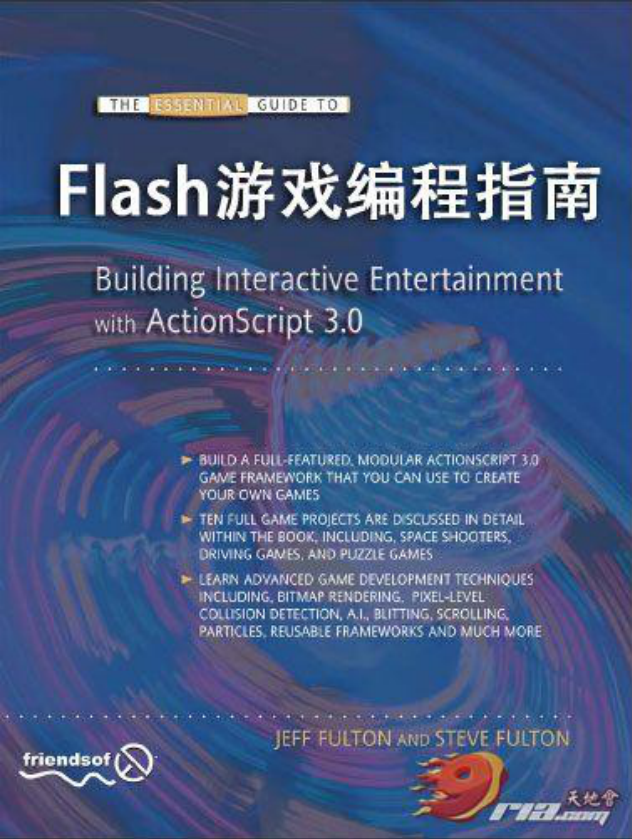 THE ESSENTIAL GUIDE TO
Flash游戏编程指南
Building Interactive Entertainment
with ActionScript 3.0
BUILD A FULL-FEATURED, MODULAR ACTIONSCRIPT 3.0
GAME FRAMEWORK THAT YOU CAN USE TO CREATE
YOUR OWN GAMES
TEN FULL GAME PROJECTS ARE DISCUSSED IN DETAIL
WITHIN THE BOOK, INCLUDING, SPACE SHOOTERS,
DRIVING GAMES, AND PUZZLE GAMES
LEARN ADVANCED GAME DEVELOPMENT TECHNIQUES
INCLUDING, BITMAP RENDERING, PIXEL-LEVEL
COLLISION DETECTION, A.I., BLITTING, SCROLLING,
PARTICLES, REUSABLE FRAMEWORKS AND MUCH MORE
JEFF FULTON AND STEVE FULTON
friendsof
9ria.com
天地會